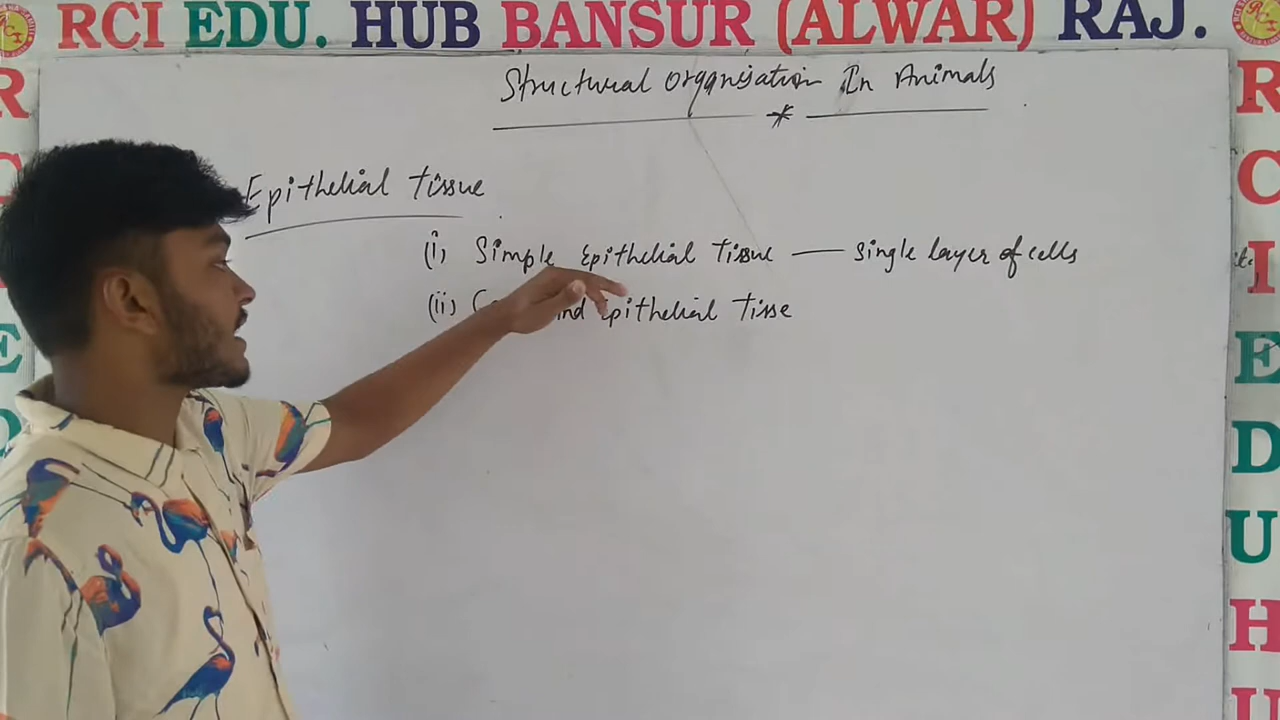 RCI EDU. HUB BANSUR (ALWAR) RAJ.
Structural Organisation In Animals
Epithelial Tissue
(i) Simple Epithelial Tissue — Single layer of cells
(ii) Epithelial Tisse
R
C
I
E
D
U
H
U